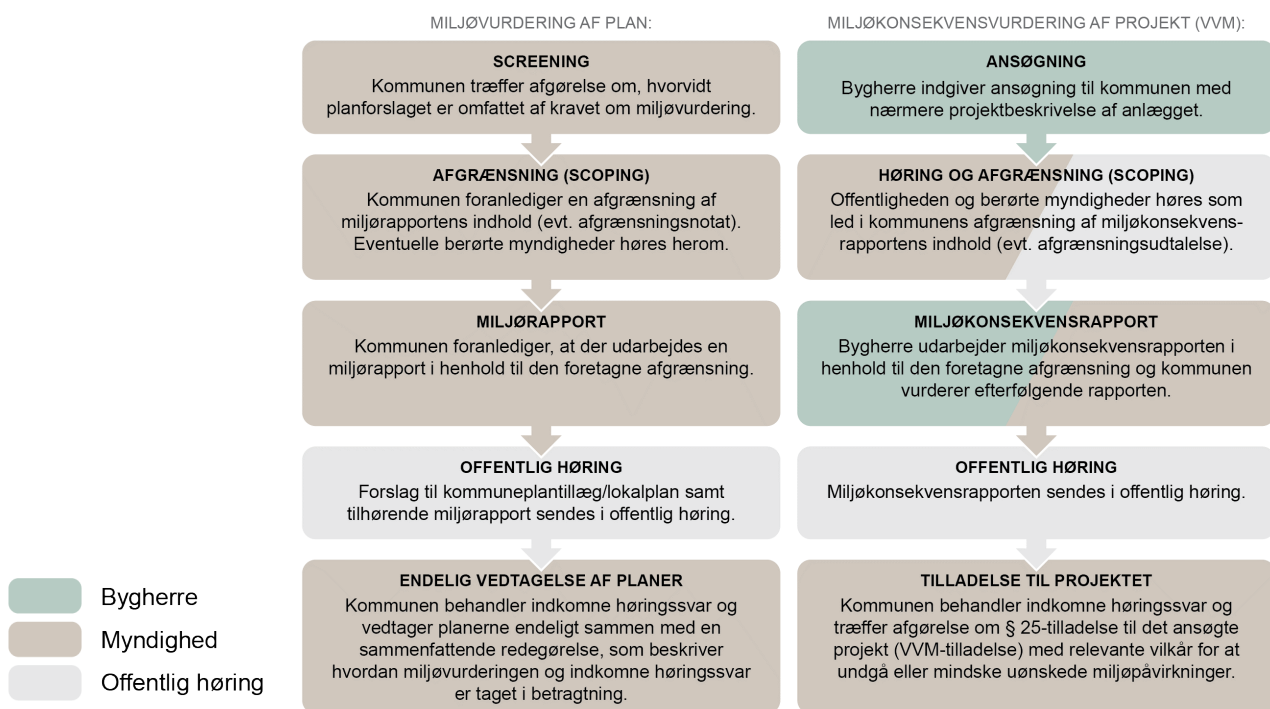 MILJØVURDERING AF PLAN:
SCREENING
Kommunen træffer afgørelse om, hvorvidt
planforslaget er omfattet af kravet om miljøvurdering.
AFGRÆNSNING (SCOPING)
Kommunen foranlediger en afgrænsning af
miljørapportens indhold (evt. afgrænsningsnotat).
Eventuelle berørte myndigheder høres herom.
MILJØRAPPORT
Kommunen foranlediger, at der udarbejdes en
miljørapport i henhold til den foretagne afgrænsning.
OFFENTLIG HØRING
Forslag til kommuneplantillæg/lokalplan samt
tilhørende miljørapport sendes i offentlig høring.
ENDELIG VEDTAGELSE AF PLANER
Kommunen behandler indkomne høringssvar og
vedtager planerne endeligt sammen med en
sammenfattende redegørelse, som beskriver
hvordan miljøvurderingen og indkomne høringssvar
er taget i betragtning.
MILJØKONSEKVENSVURDERING AF PROJEKT (VVM):
ANSØGNING
Bygherre indgiver ansøgning til kommunen med
nærmere projektbeskrivelse af anlægget.
HØRING OG AFGRÆNSNING (SCOPING)
Offentligheden og berørte myndigheder høres som
led i kommunens afgrænsning af miljøkonsekvens-
rapportens indhold (evt. afgrænsningsudtalelse).
MILJØKONSEKVENSRAPPORT
Bygherre udarbejder miljøkonsekvensrapporten i
henhold til den foretagne afgrænsning og kommunen
vurderer efterfølgende rapporten.
OFFENTLIG HØRING
Miljøkonsekvensrapporten sendes i offentlig høring.
TILLADELSE TIL PROJEKTET
Kommunen behandler indkomne høringssvar og
træffer afgørelse om § 25-tilladelse til det ansøgte
projekt (VVM-tilladelse) med relevante vilkår for at
undgå eller mindske uønskede miljøpåvirkninger.
Bygherre
Myndighed
Offentlig høring